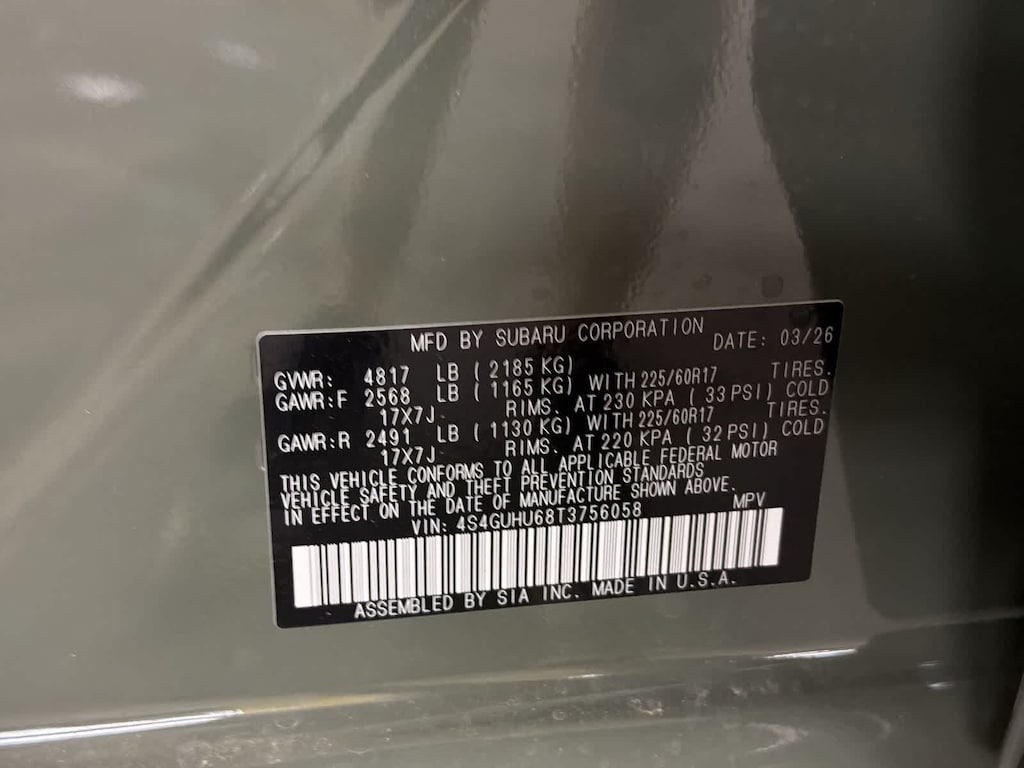 MFD BY SUBARU CORPORATION DATE: 03/26
GVWR: 4817 LB ( 2185 KG)
GAWR:F 2568 LB ( 1165 KG) WITH 225/60R17 TIRES.
17X7J RIMS. AT 230 KPA ( 33 PSI) COLD
GAWR:R 2491 LB ( 1130 KG) WITH 225/60R17 TIRES.
17X7J RIMS. AT 220 KPA ( 32 PSI) COLD
THIS VEHICLE CONFORMS TO ALL APPLICABLE FEDERAL MOTOR
VEHICLE SAFETY AND THEFT PREVENTION STANDARDS
IN EFFECT ON THE DATE OF MANUFACTURE SHOWN ABOVE.
VIN: 4S4GUHU68T3756058 MPV
ASSEMBLED BY SIA INC. MADE IN U.S.A.